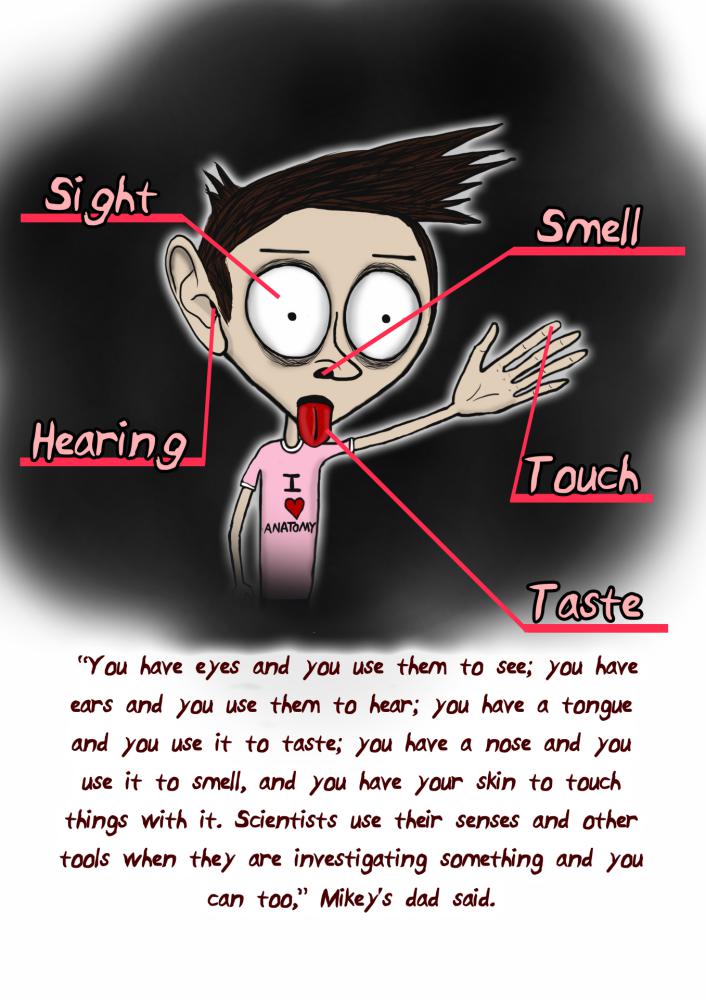 Sight
Smell
Hearing
Touch
I
ANATOMY
Taste
“You have eyes and you use them to see; you have
ears and you use them to hear; you have a tongue
and you use it to taste; you have a nose and you
use it to smell, and you have your skin to touch
things with it. Scientists use their senses and other
tools when they are investigating something and you
can too,” Mikey's dad said.